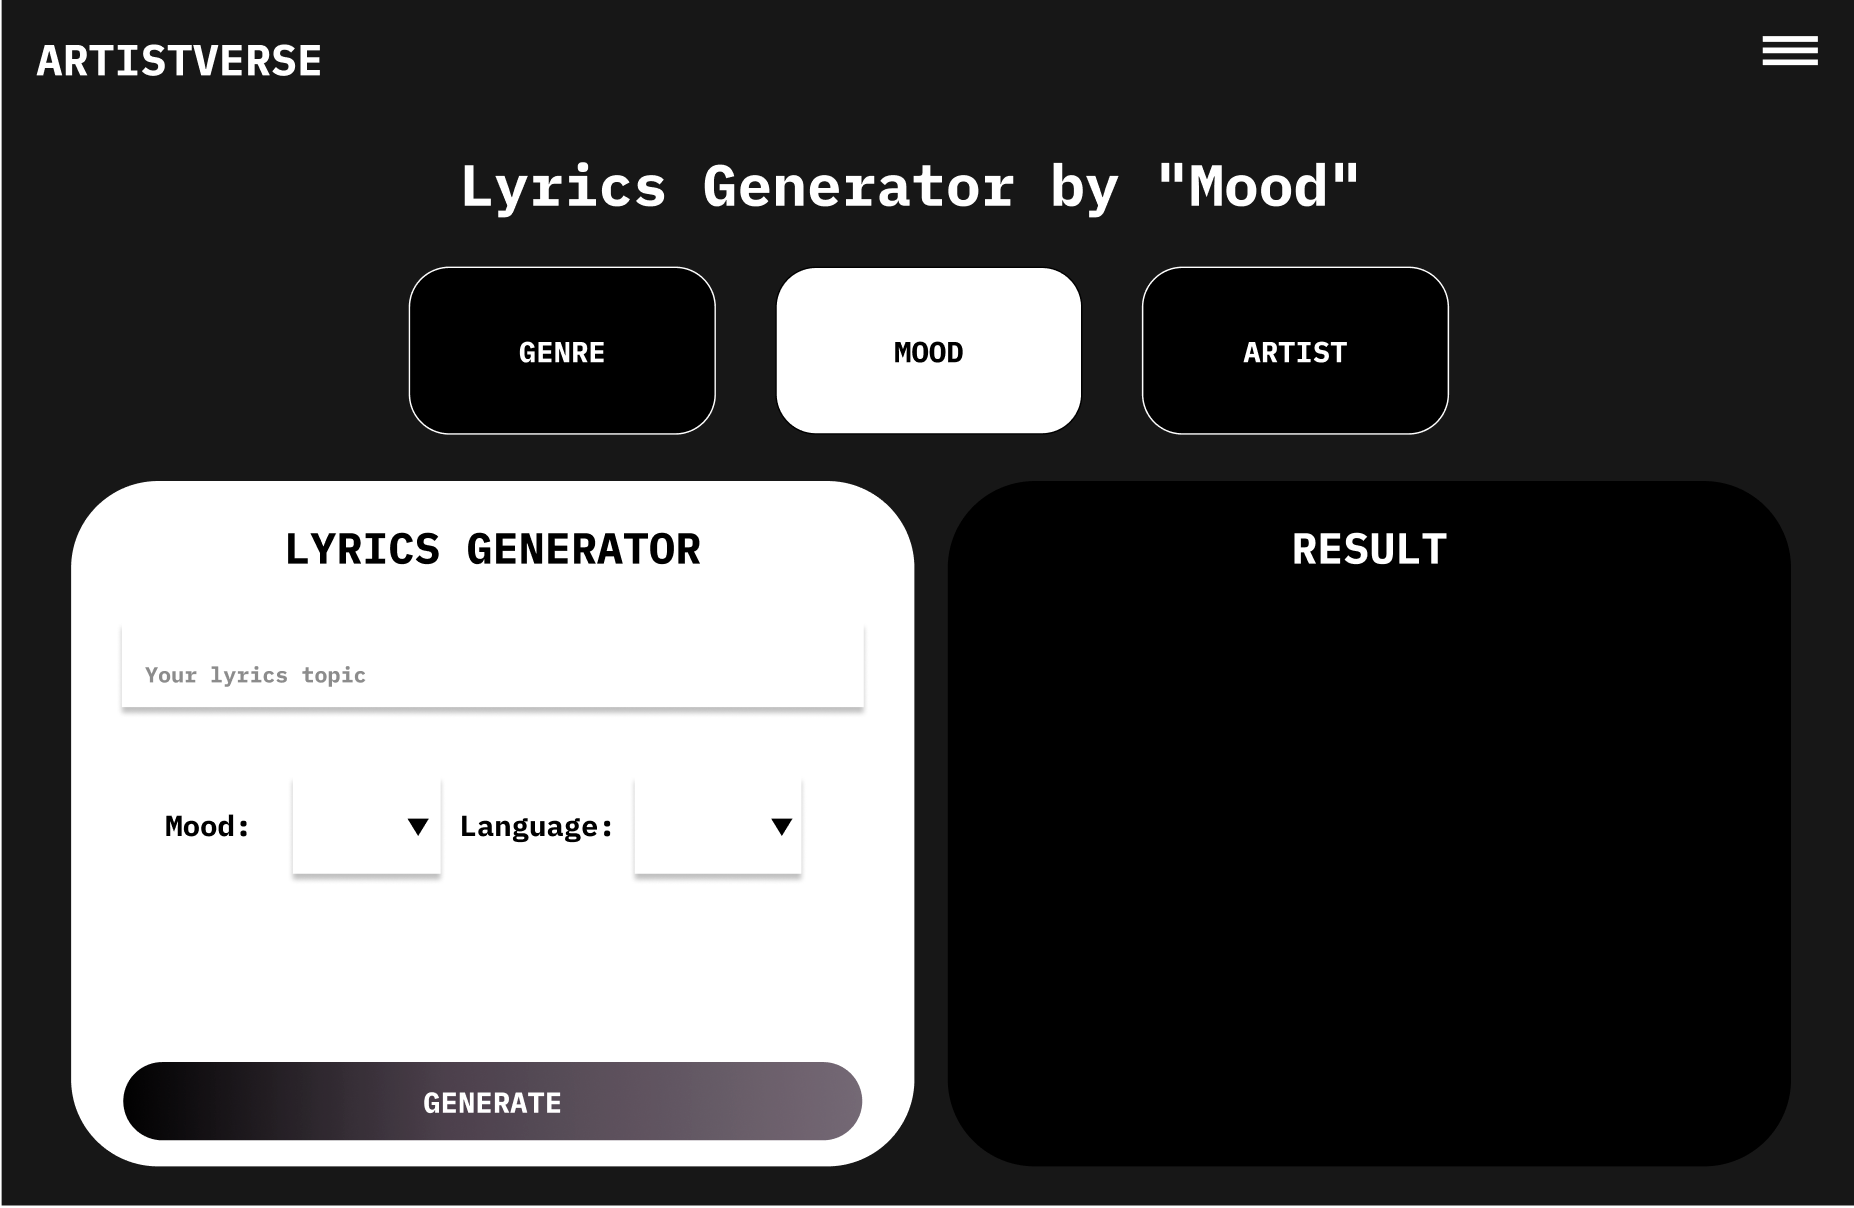 ARTISTVERSE
Lyrics Generator by "Mood"
GENRE
MOOD
ARTIST
LYRICS GENERATOR
Your lyrics topic
Mood:
Language:
GENERATE
RESULT